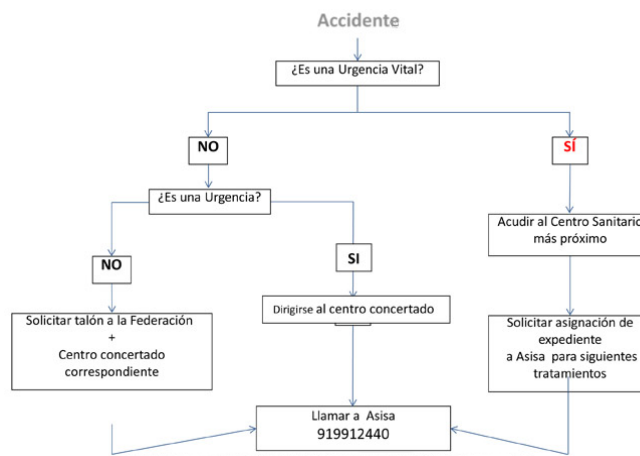 Accidente
¿Es una Urgencia Vital?
NO
SÍ
¿Es una Urgencia?
Acudir al Centro Sanitario
más próximo
NO
SI
Dirigirse al centro concertado
Solicitar talón a la Federación
+
Centro concertado
correspondiente
Solicitar asignación de
expediente
a Asisa para siguientes
tratamientos
Llamar a Asisa
919912440